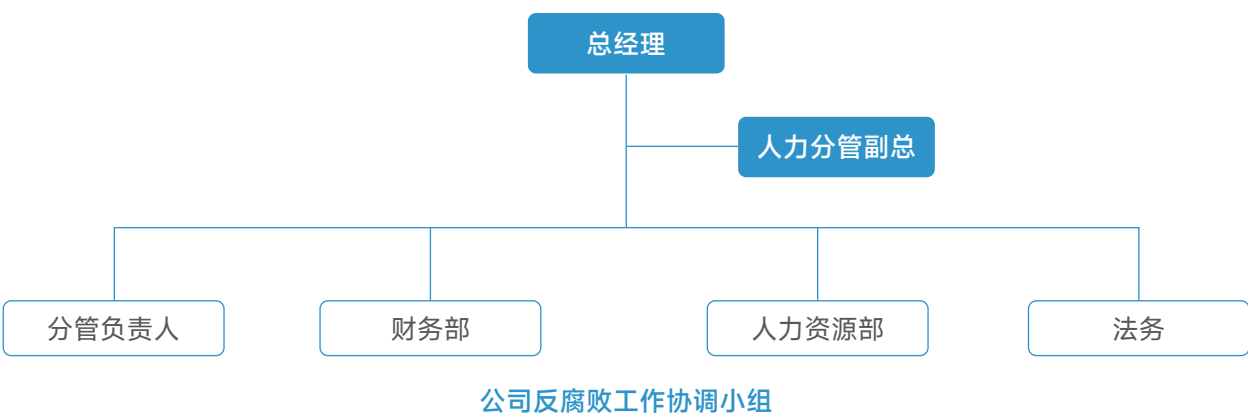 总经理
人力分管副总
分管负责人
财务部
人力资源部
法务
公司反腐败工作协调小组